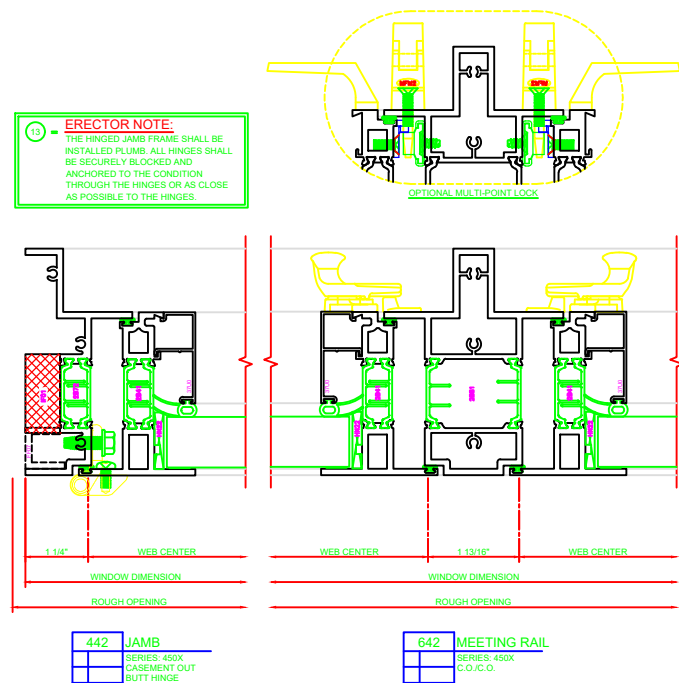 13 = ERECTOR NOTE:
THE HINGED JAMB FRAME SHALL BE
INSTALLED PLUMB. ALL HINGES SHALL
BE SECURELY BLOCKED AND
ANCHORED TO THE CONDITION
THROUGH THE HINGES OR AS CLOSE
AS POSSIBLE TO THE HINGES.
OPTIONAL MULTI-POINT LOCK
1 1/4" WEB CENTER
WEB CENTER 1 13/16" WEB CENTER
WINDOW DIMENSION
WINDOW DIMENSION
ROUGH OPENING
ROUGH OPENING
442 JAMB
SERIES: 450X
CASEMENT OUT
BUTT HINGE
642 MEETING RAIL
SERIES: 450X
C.O./C.O.